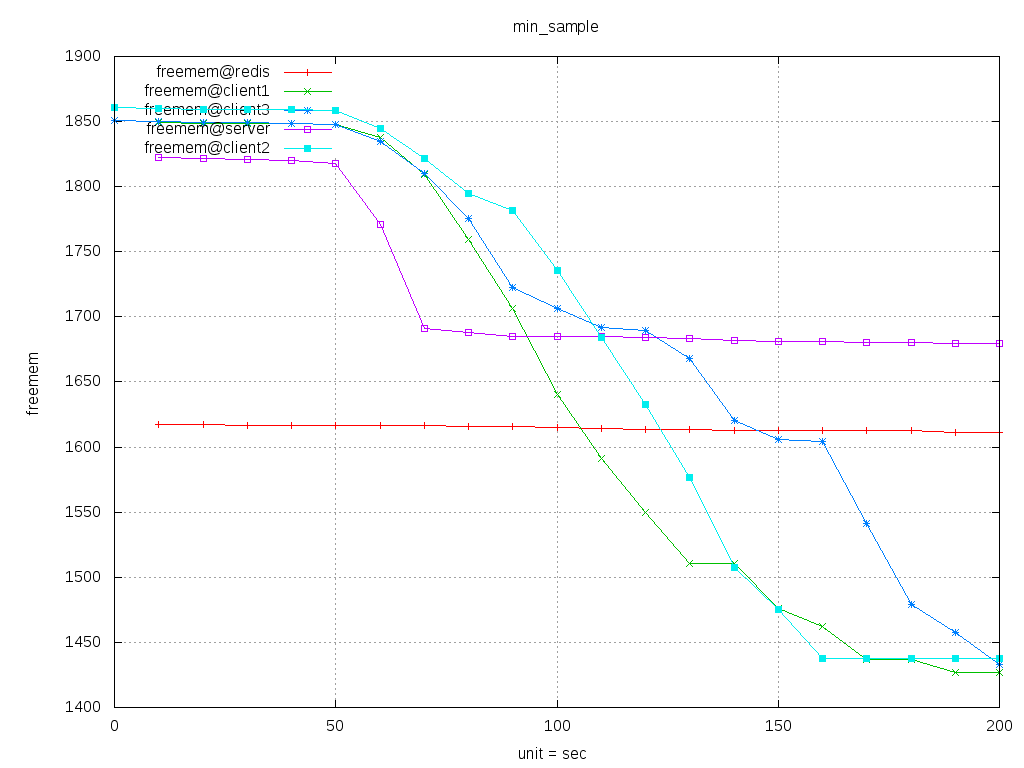 min_sample
1900
1850
1800
1750
1700
1650
1600
1550
1500
1450
1400
freemem
freemem@redis
freemem@client1
freemem@client3
freemem@server
freemem@client2
0 50 100 150 200
unit = sec